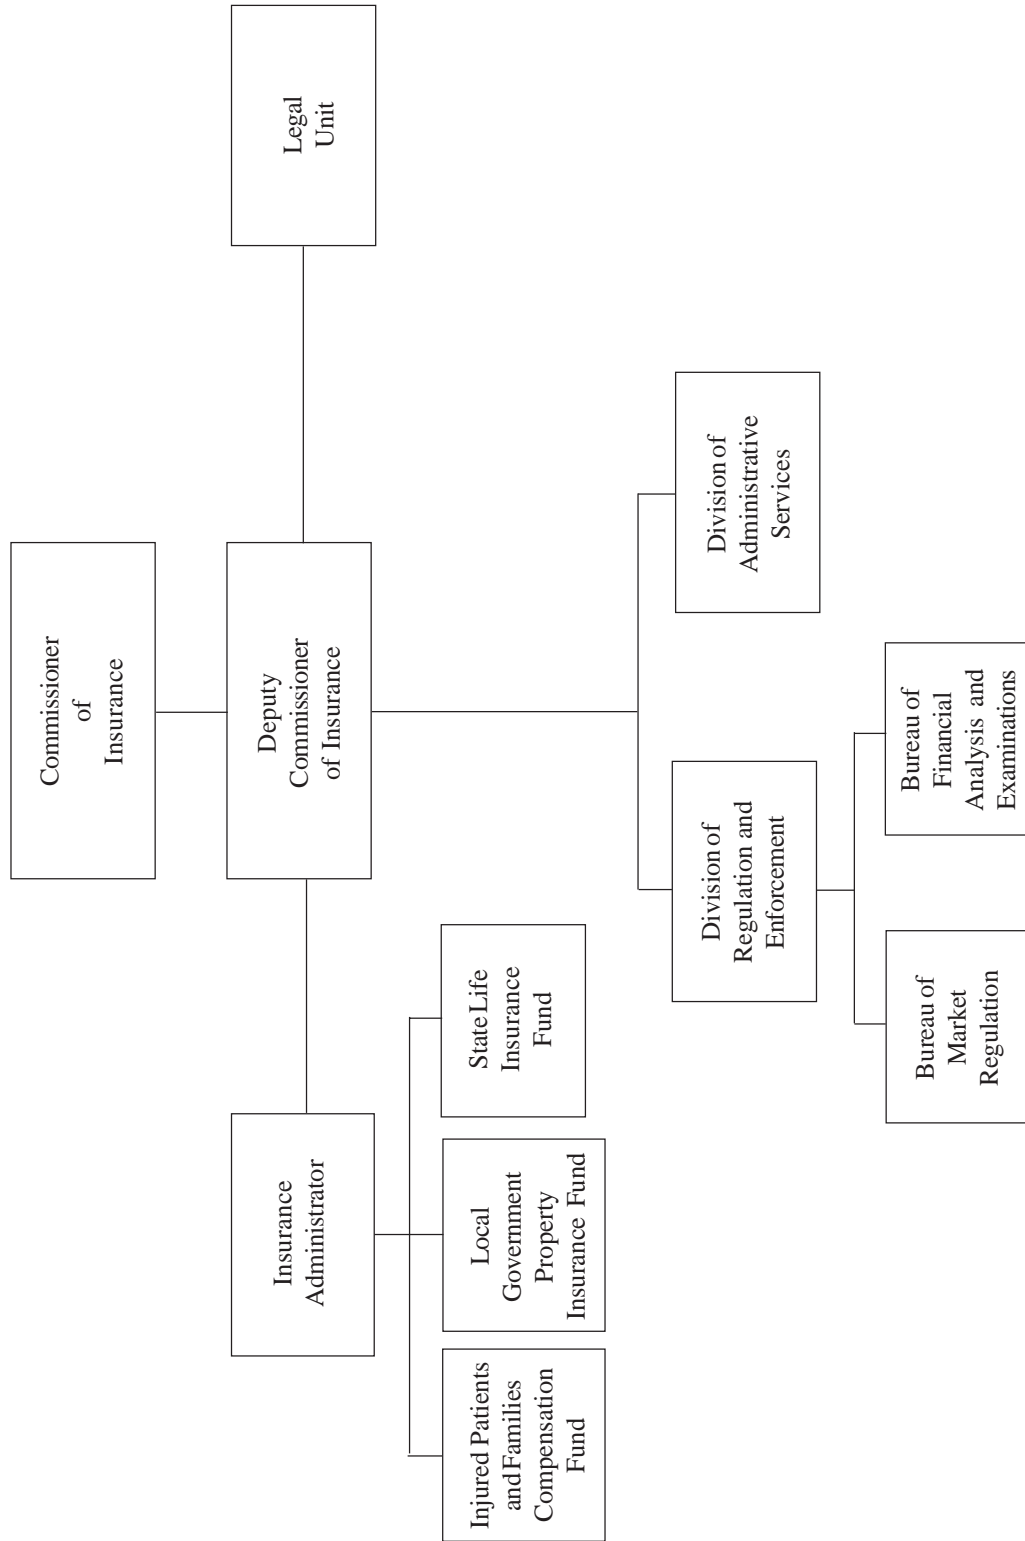 Commissioner
of
Insurance
Insurance
Administrator
Deputy
Commissioner
of Insurance
Legal
Unit
Injured Patients
and Families
Compensation
Fund
Local
Government
Property
Insurance Fund
State Life
Insurance
Fund
Division of
Regulation and
Enforcement
Division of
Administrative
Services
Bureau of
Market
Regulation
Bureau of
Financial
Analysis and
Examinations